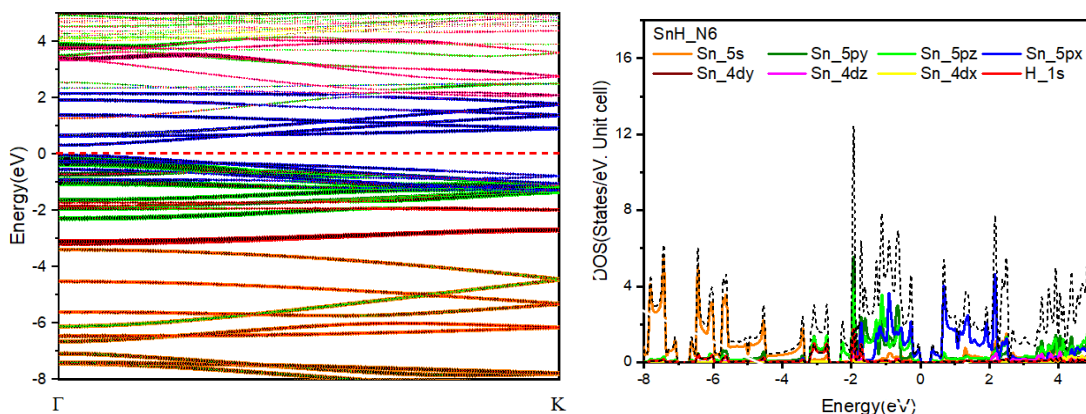 4
2
0
-2
-4
-6
-8
Energy(eV)
Γ K
SnH_N6
Sn_5s Sn_5py Sn_5pz Sn_5px
Sn_4dy Sn_4dz Sn_4dx H_1s
16
12
8
4
0
DOS(States/eV. Unit cell)
-8 -6 -4 -2 0 2 4
Energy(eV)